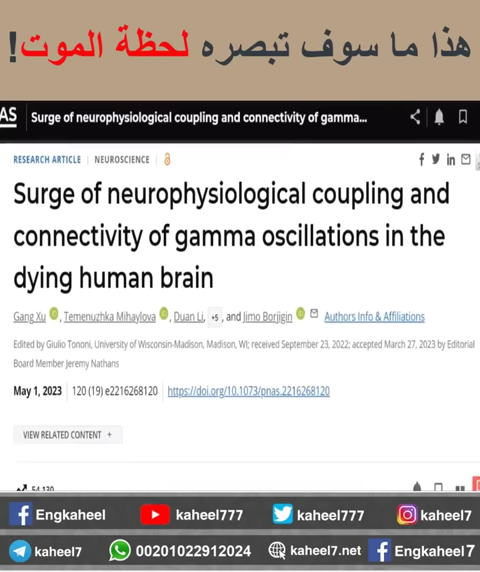 هذا ما سوف تبصره لحظة الموت!
AS Surge of neurophysiological coupling and connectivity of gamma...
RESEARCH ARTICLE | NEUROSCIENCE
Surge of neurophysiological coupling and
connectivity of gamma oscillations in the
dying human brain
Gang Xu, Temenuzhka Mihaylova, Duan Li, +5, and Jimo Borjigin Authors Info & Affiliations
Edited by Giulio Tononi, University of Wisconsin-Madison, Madison, WI; received September 23, 2022; accepted March 27, 2023 by Editorial
Board Member Jeremy Nathans
May 1, 2023 120 (19) e2216268120 https://doi.org/10.1073/pnas.2216268120
VIEW RELATED CONTENT +
54,130
Engkaheel kaheel777 kaheel777 kaheel7
kaheel7 00201022912024 kaheel7.net Engkaheel7